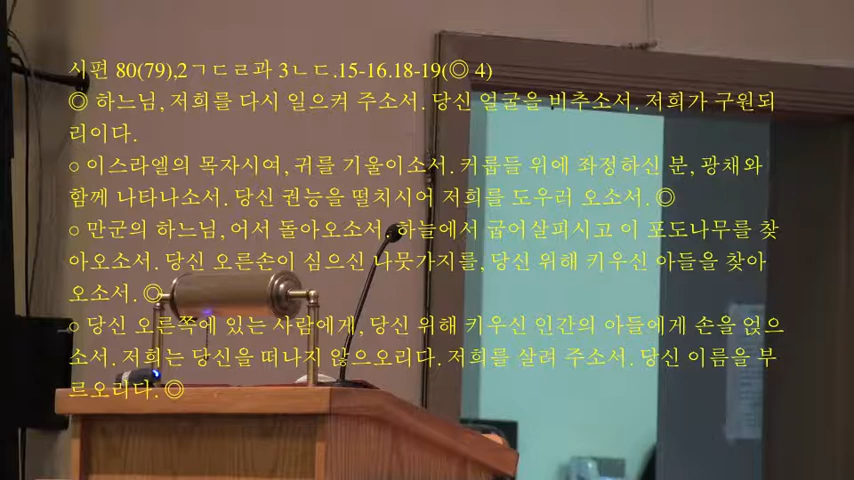 시편 80(79),2ㄱㄷㄹ과 3ㄴㄷ.15-16.18-19(◎ 4)
◎ 하느님, 저희를 다시 일으켜 주소서. 당신 얼굴을 비추소서. 저희가 구원되
리이다.
○ 이스라엘의 목자시여, 귀를 기울이소서. 커룹들 위에 좌정하신 분, 광채와
함께 나타나소서. 당신 권능을 떨치시어 저희를 도우러 오소서. ◎
○ 만군의 하느님, 어서 돌아오소서. 하늘에서 굽어살피시고 이 포도나무를 찾
아오소서. 당신 오른손이 심으신 나뭇가지를, 당신 위해 키우신 아들을 찾아
오소서. ◎
○ 당신 오른쪽에 있는 사람에게, 당신 위해 키우신 인간의 아들에게 손을 얹으
소서. 저희는 당신을 떠나지 않으오리다. 저희를 살려 주소서. 당신 이름을 부
르오리다. ◎